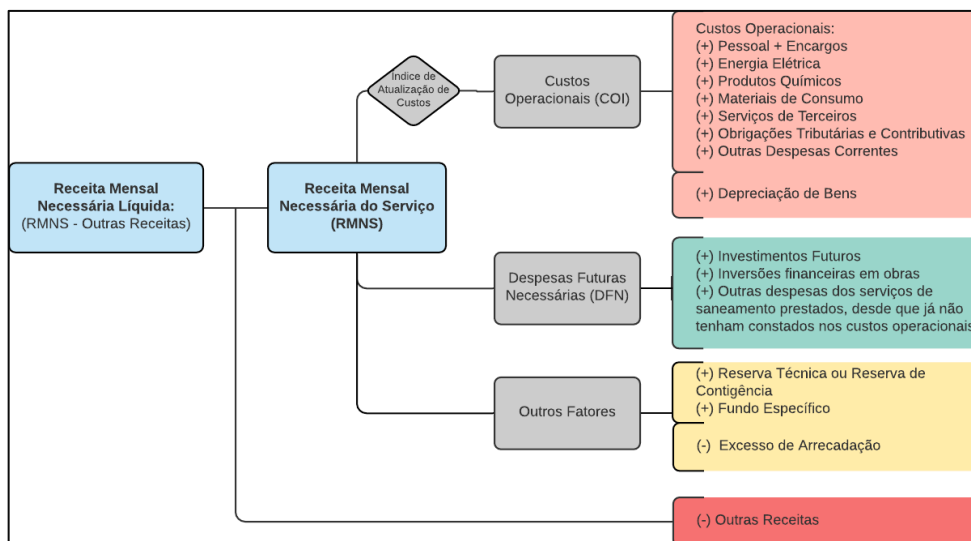 Receita Mensal
Necessária Líquida:
(RMNS - Outras Receitas)
Receita Mensal
Necessária do Serviço
(RMNS)
Índice de
Atualização de
Custos
Custos
Operacionais (COI)
Custos Operacionais:
(+) Pessoal + Encargos
(+) Energia Elétrica
(+) Produtos Químicos
(+) Materiais de Consumo
(+) Serviços de Terceiros
(+) Obrigações Tributárias e Contributivas
(+) Outras Despesas Correntes
(+) Depreciação de Bens
Despesas Futuras
Necessárias (DFN)
(+) Investimentos Futuros
(+) Inversões financeiras em obras
(+) Outras despesas dos serviços de
saneamento prestados, desde que já não
tenham constados nos custos operacionais
Outros Fatores
(+) Reserva Técnica ou Reserva de
Contigência
(+) Fundo Específico
(-) Excesso de Arrecadação
(-) Outras Receitas